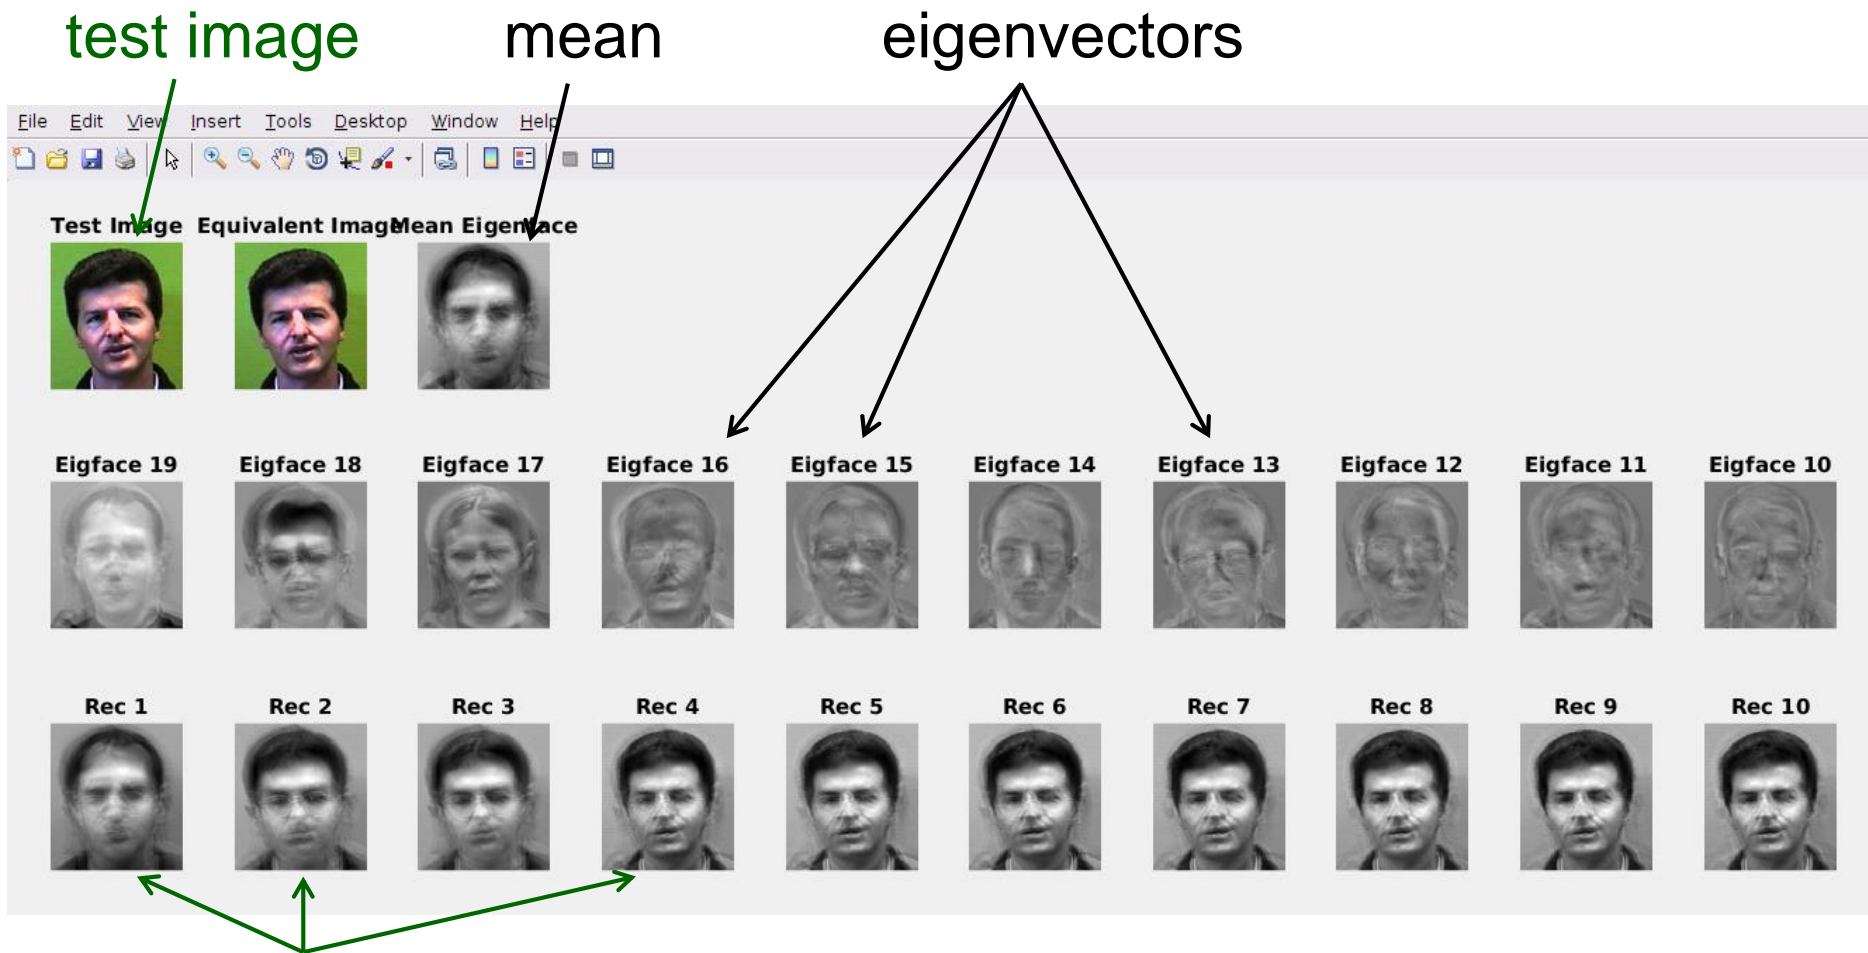 test image mean eigenvectors
File Edit View Insert Tools Desktop Window Help
Test Image Equivalent Image Mean Eigenface
Eigface 19 Eigface 18 Eigface 17 Eigface 16 Eigface 15 Eigface 14 Eigface 13 Eigface 12 Eigface 11 Eigface 10
Rec 1 Rec 2 Rec 3 Rec 4 Rec 5 Rec 6 Rec 7 Rec 8 Rec 9 Rec 10